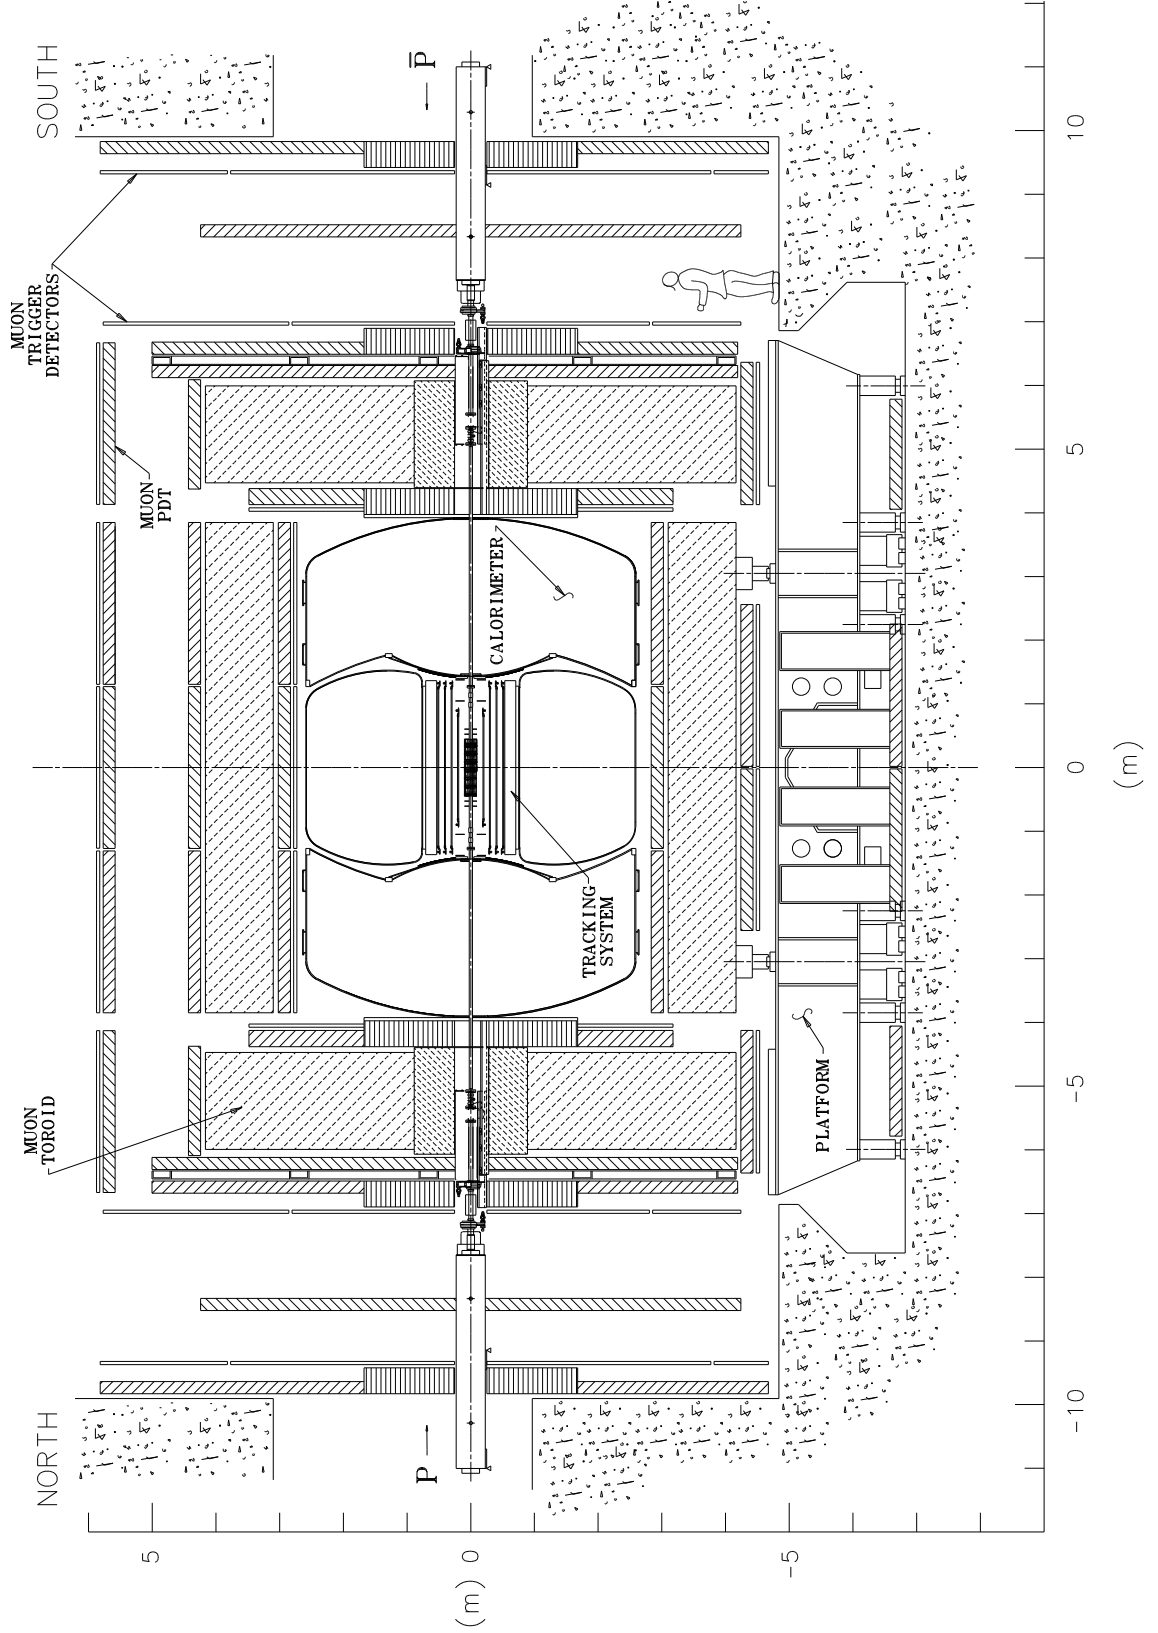 NORTH
SOUTH
MUON
TOROID
MUON
PDT
MUON
TRIGGER
DETECTORS
P
P̅
CALORIMETER
TRACKING
SYSTEM
PLATFORM
5
0
-5
(m)
-10
-5
0
5
10
(m)